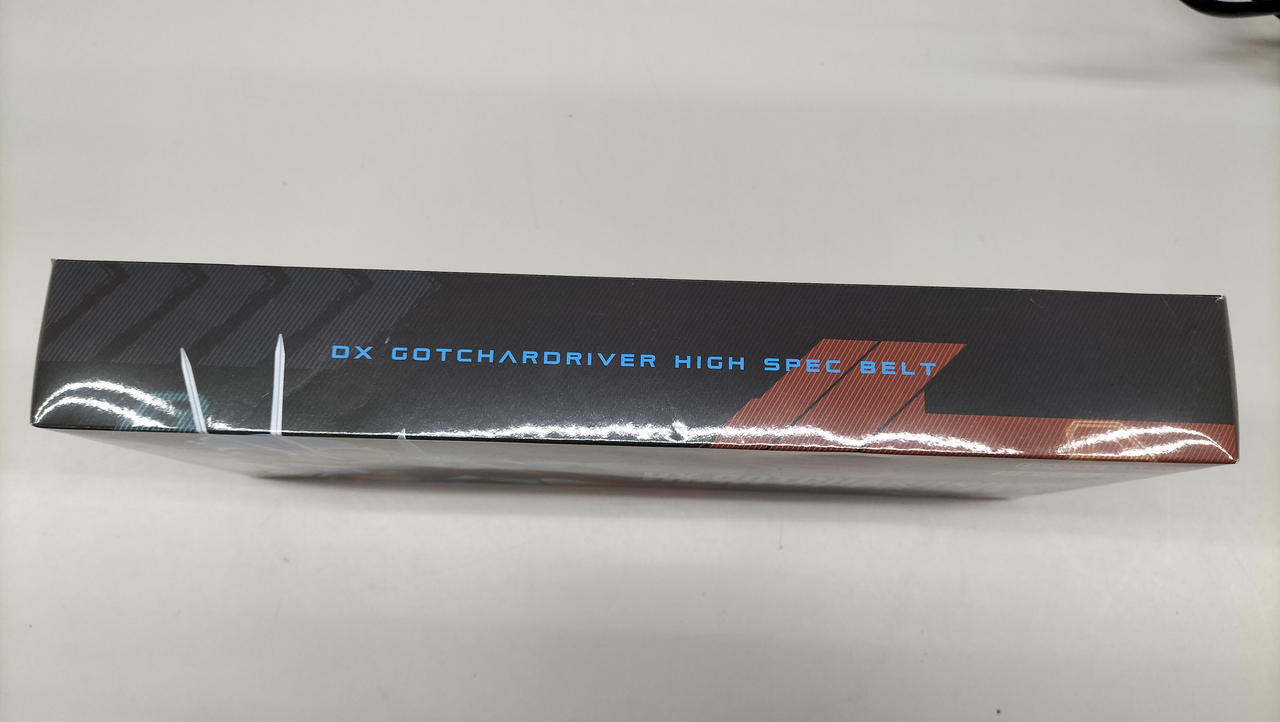 DX GOTCHARDRIVER HIGH SPEC BELT